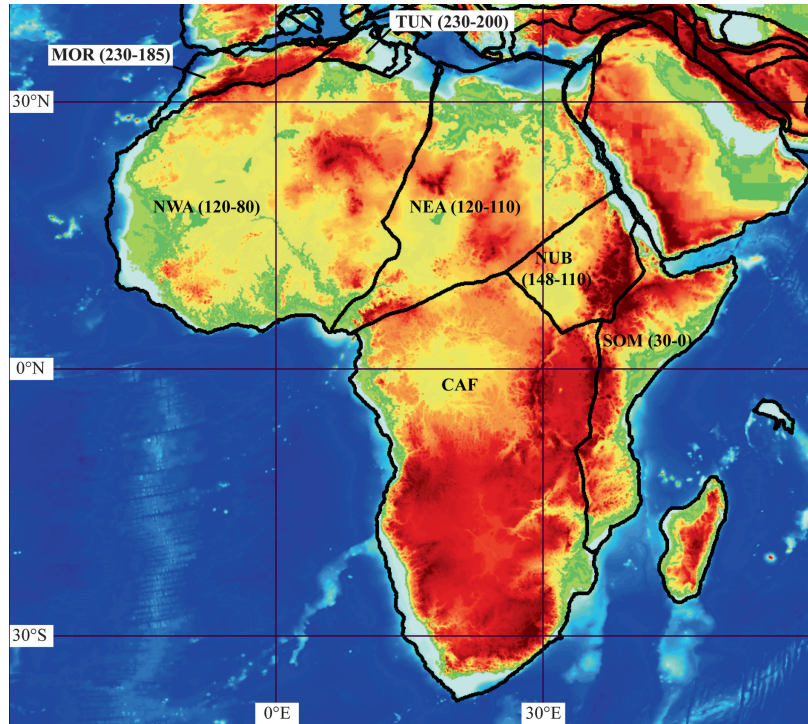 TUN (230-200)
MOR (230-185)
30°N
NWA (120-80)
NEA (120-110)
NUB
(148-110)
SOM (30-0)
0°N
CAF
30°S
0°E
30°E